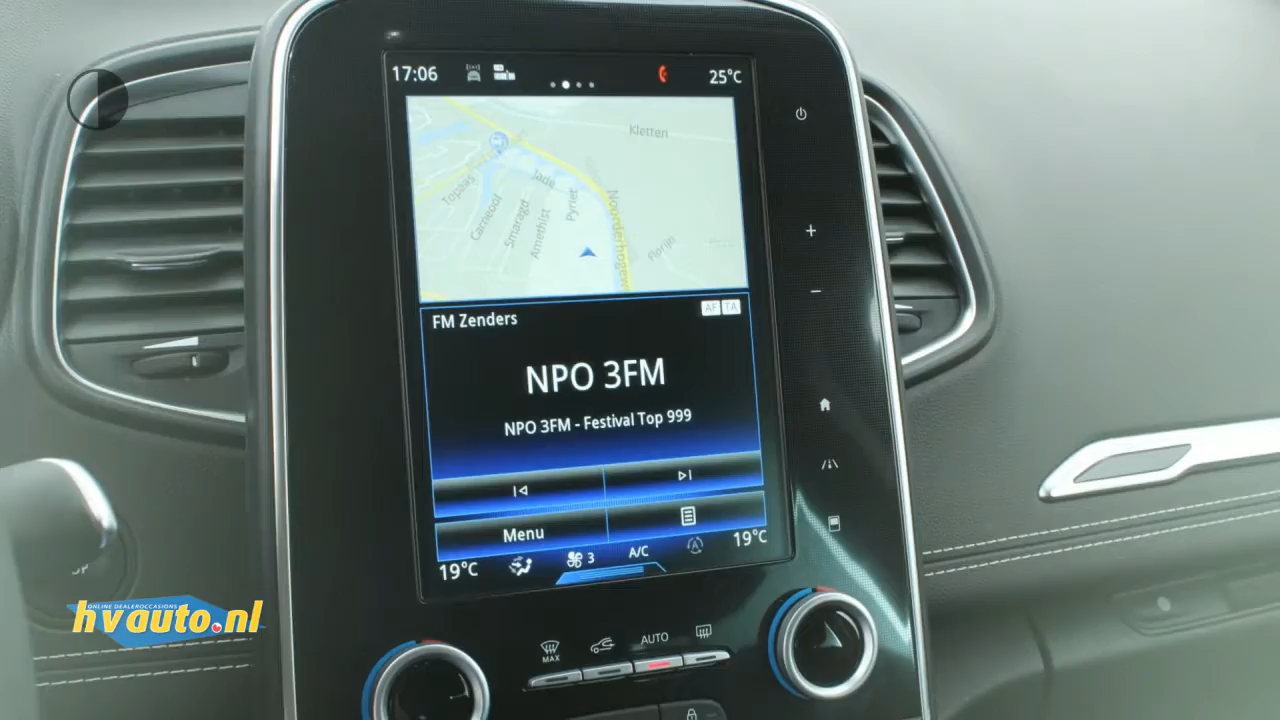 17:06
25°C
Kletten
Jade
Topaas
Carneool
Smaragd
Amethist
Pyriet
Florijn
FM Zenders
AF TA
NPO 3FM
NPO 3FM - Festival Top 999
Menu
19°C
3
A/C
19°C
MAX
AUTO
ONLINE DEALEROCCASIONS
hvauto.nl